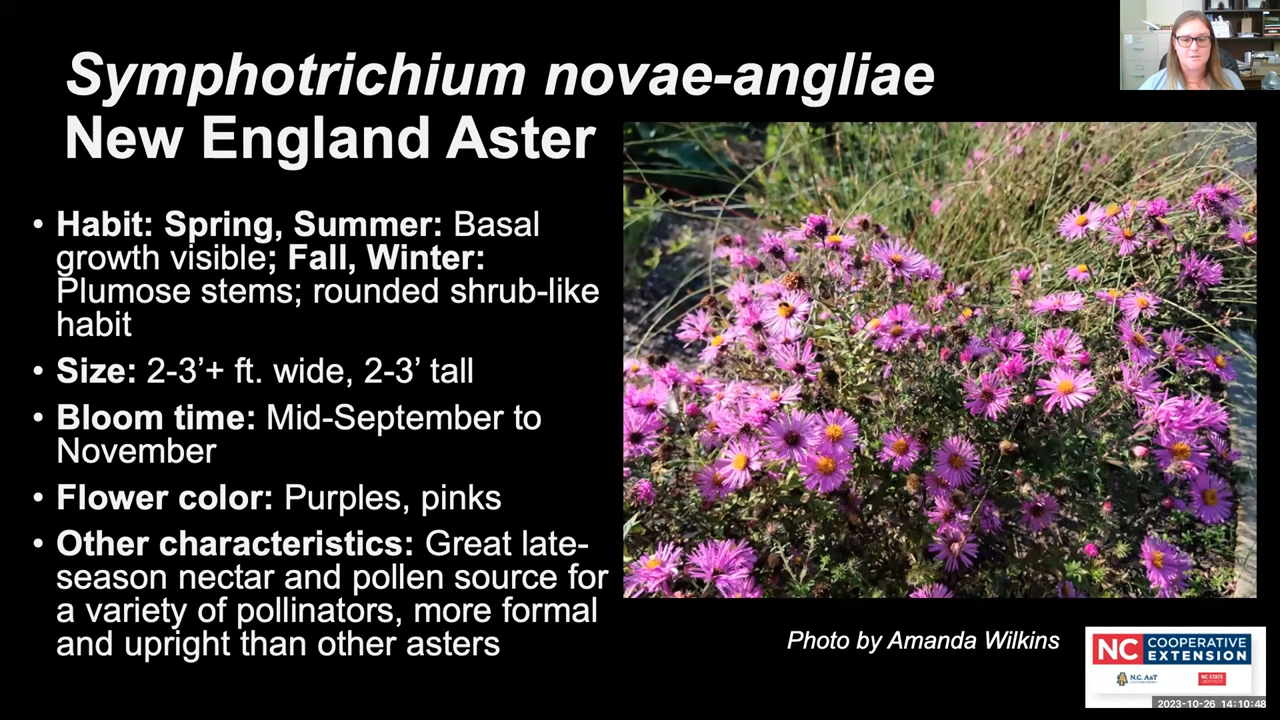 Symphotrichium novae-angliae
New England Aster
• Habit: Spring, Summer: Basal
growth visible; Fall, Winter:
Plumose stems; rounded shrub-like
habit
• Size: 2-3’+ ft. wide, 2-3’ tall
• Bloom time: Mid-September to
November
• Flower color: Purples, pinks
• Other characteristics: Great late-
season nectar and pollen source for
a variety of pollinators, more formal
and upright than other asters
Photo by Amanda Wilkins
NC COOPERATIVE
EXTENSION
N.C. A&T
NC STATE
2023-10-26 14:10:48